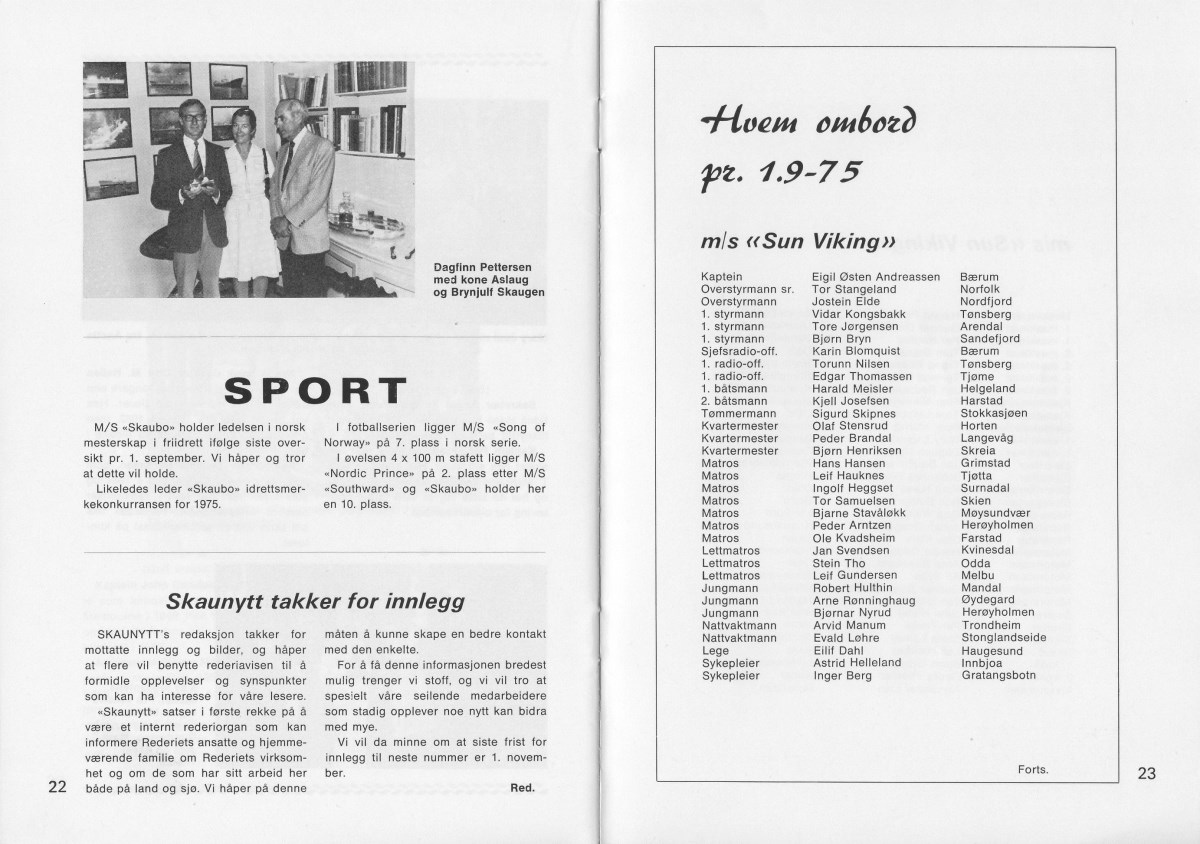 Dagfinn Pettersen
med kone Aslaug
og Brynjulf Skaugen
SPORT
M/S «Skaubo» holder ledelsen i norsk
mesterskap i friidrett ifølge siste over-
sikt pr. 1. september. Vi håper og tror
at dette vil holde.
Likeledes leder «Skaubo» idrettsmer-
kekonkurransen for 1975.
I fotballserien ligger M/S «Song of
Norway» på 7. plass i norsk serie.
I øvelsen 4 x 100 m stafett ligger M/S
«Nordic Prince» på 2. plass etter M/S
«Southward» og «Skaubo» holder her
en 10. plass.
Skaunytt takker for innlegg
SKAUNYTT's redaksjon takker for
mottatte innlegg og bilder, og håper
at flere vil benytte rederiavisen til å
formidle opplevelser og synspunkter
som kan ha interesse for våre lesere.
«Skaunytt» satser i første rekke på å
være et internt rederiorgan som kan
informere Rederiets ansatte og hjemme-
værende familie om Rederiets virksom-
het og om de som har sitt arbeid her
både på land og sjø. Vi håper på denne
måten å kunne skape en bedre kontakt
med den enkelte.
For å få denne informasjonen bredest
mulig trenger vi stoff, og vi vil tro at
spesielt våre seilende medarbeidere
som stadig opplever noe nytt kan bidra
med mye.
Vi vil da minne om at siste frist for
innlegg til neste nummer er 1. novem-
ber.
Red.
22
Hvem ombord
pr. 1.9-75
m/s «Sun Viking»
Kaptein Eigil Østen Andreassen Bærum
Overstyrmann sr. Tor Stangeland Norfolk
Overstyrmann Jostein Elde Nordfjord
1. styrmann Vidar Kongsbakk Tønsberg
1. styrmann Tore Jørgensen Arendal
1. styrmann Bjørn Bryn Sandefjord
Sjefsradio-off. Karin Blomquist Bærum
1. radio-off. Torunn Nilsen Tønsberg
1. radio-off. Edgar Thomassen Tjøme
1. båtsmann Harald Meisler Helgeland
2. båtsmann Kjell Josefsen Harstad
Tømmermann Sigurd Skipnes Stokkasjøen
Kvartermester Olaf Stensrud Horten
Kvartermester Peder Brandal Langevåg
Kvartermester Bjørn Henriksen Skreia
Matros Hans Hansen Grimstad
Matros Leif Hauknes Tjøtta
Matros Ingolf Heggset Surnadal
Matros Tor Samuelsen Skien
Matros Bjarne Stavåløkk Møysundvær
Matros Peder Arntzen Herøyholmen
Matros Ole Kvadsheim Farstad
Lettmatros Jan Svendsen Kvinesdal
Lettmatros Stein Tho Odda
Lettmatros Leif Gundersen Melbu
Jungmann Robert Hulthin Mandal
Jungmann Arne Rønninghaug Øydegard
Jungmann Bjørnar Nyrud Herøyholmen
Nattvaktmann Arvid Manum Trondheim
Nattvaktmann Evald Løhre Stonglandseide
Lege Eilif Dahl Haugesund
Sykepleier Astrid Helleland Innbjoa
Sykepleier Inger Berg Gratangsbotn
Forts.
23